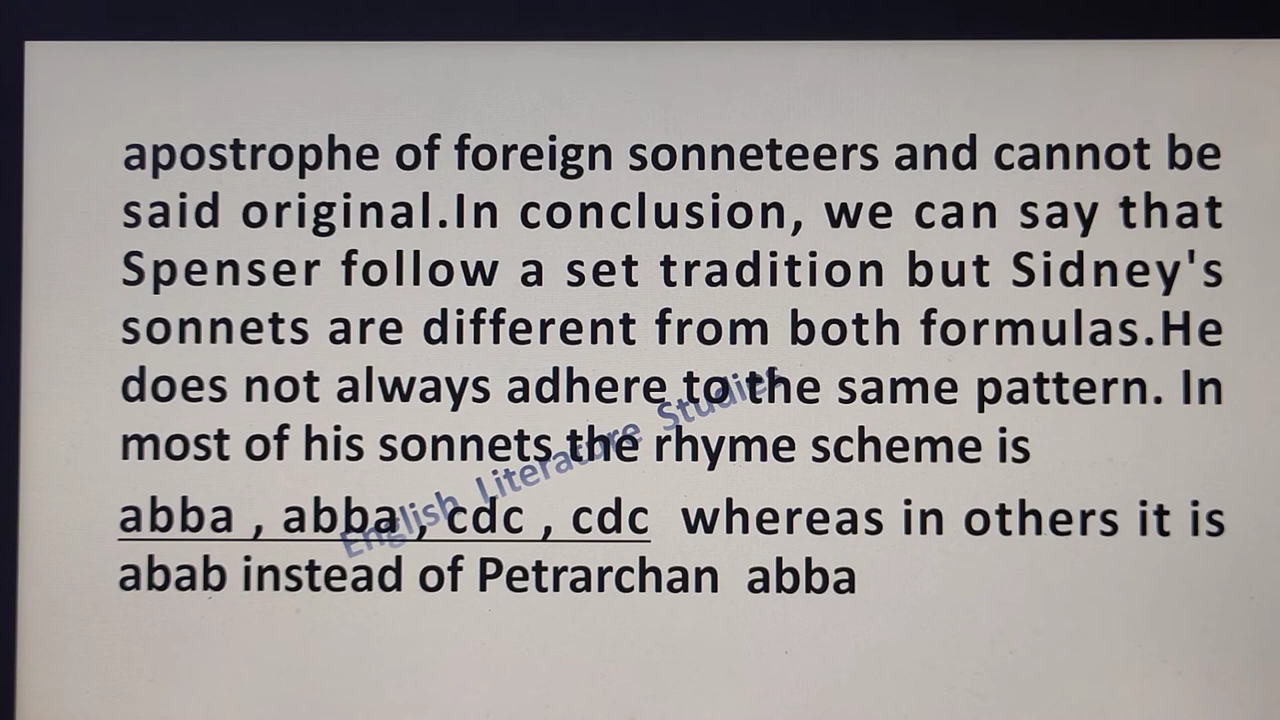 apostrophe of foreign sonneteers and cannot be
said original.In conclusion, we can say that
Spenser follow a set tradition but Sidney's
sonnets are different from both formulas.He
does not always adhere to the same pattern. In
most of his sonnets the rhyme scheme is
abba , abba , cdc , cdc whereas in others it is
abab instead of Petrarchan abba
English Literature Studies